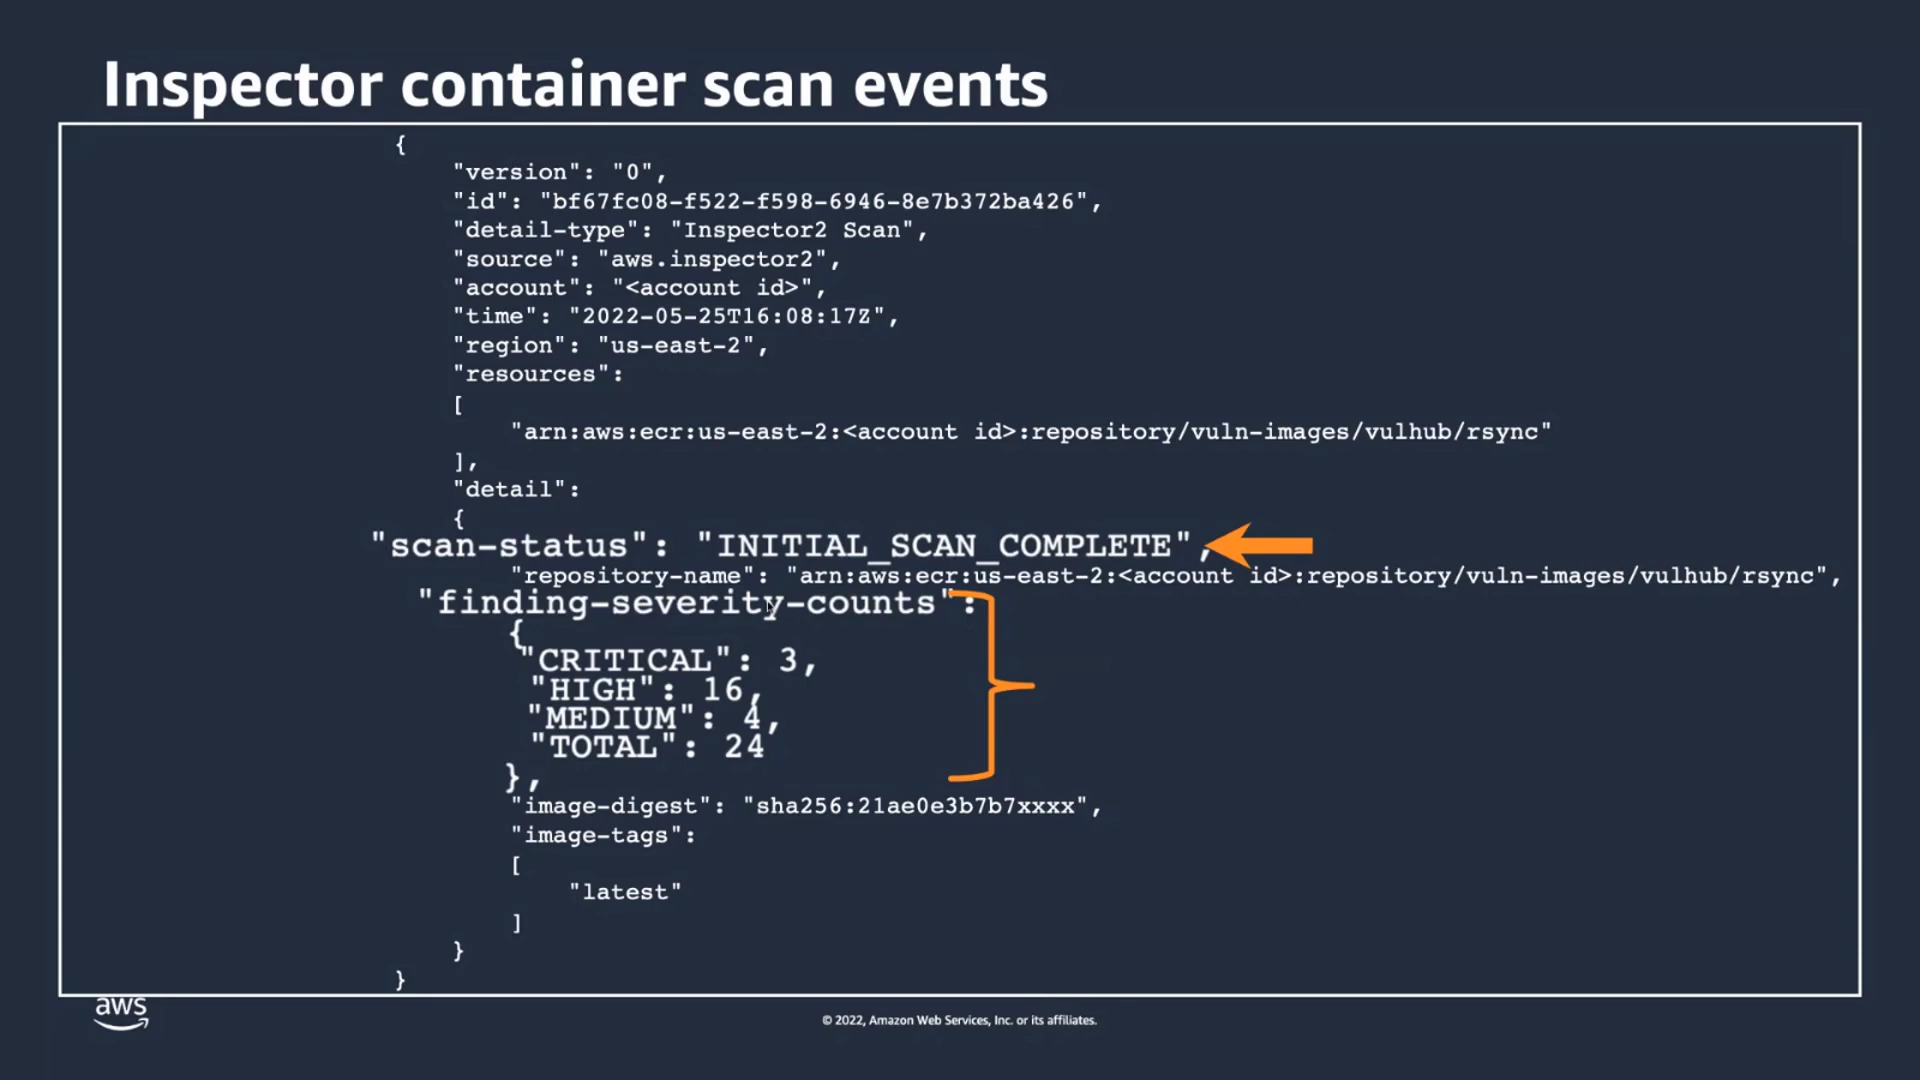 Inspector container scan events
{
"version": "0",
"id": "bf67fc08-f522-f598-6946-8e7b372ba426",
"detail-type": "Inspector2 Scan",
"source": "aws.inspector2",
"account": "<account id>",
"time": "2022-05-25T16:08:17Z",
"region": "us-east-2",
"resources":
[
"arn:aws:ecr:us-east-2:<account id>:repository/vuln-images/vulhub/rsync"
],
"detail":
{
"scan-status": "INITIAL_SCAN_COMPLETE",
"repository-name": "arn:aws:ecr:us-east-2:<account id>:repository/vuln-images/vulhub/rsync",
"finding-severity-counts":
{
"CRITICAL": 3,
"HIGH": 16,
"MEDIUM": 4,
"TOTAL": 24
},
"image-digest": "sha256:21ae0e3b7b7xxxx",
"image-tags":
[
"latest"
]
}
}
aws
© 2022, Amazon Web Services, Inc. or its affiliates.